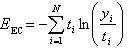 E_EC = -∑_{i=1}^{N} t_i ln(y_i / t_i)